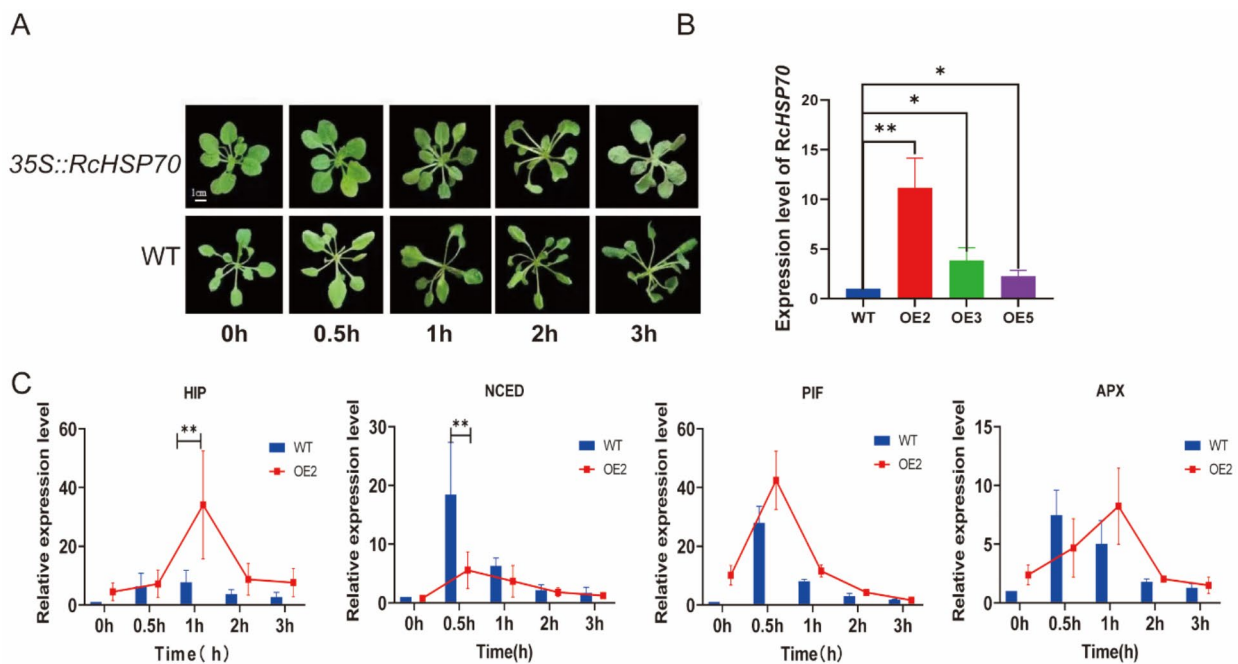 A
35S::RcHSP70
1cm
WT
0h 0.5h 1h 2h 3h
B
Expression level of RcHSP70
20
15
10
5
0
*
*
**
WT OE2 OE3 OE5
C
HIP
Relative expression level
60
40
20
0
**
WT
OE2
0h 0.5h 1h 2h 3h
Time( h)
NCED
Relative expression level
30
20
10
0
**
WT
OE2
0h 0.5h 1h 2h 3h
Time(h)
PIF
Relative expression level
60
40
20
0
WT
OE2
0h 0.5h 1h 2h 3h
Time(h)
APX
Relative expression level
15
10
5
0
WT
OE2
0h 0.5h 1h 2h 3h
Time(h)